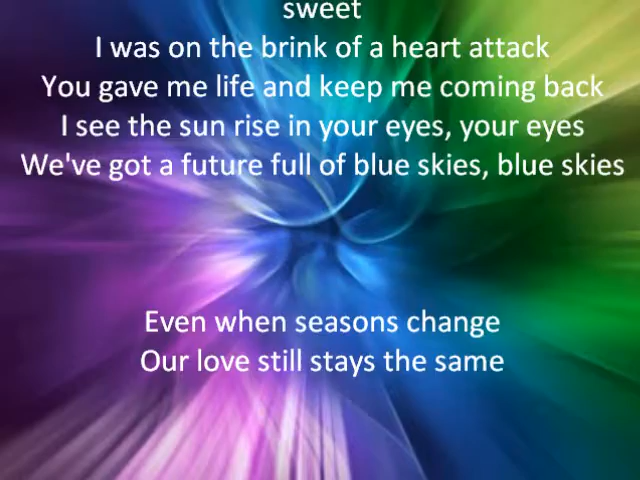 sweet
I was on the brink of a heart attack
You gave me life and keep me coming back
I see the sun rise in your eyes, your eyes
We've got a future full of blue skies, blue skies
Even when seasons change
Our love still stays the same